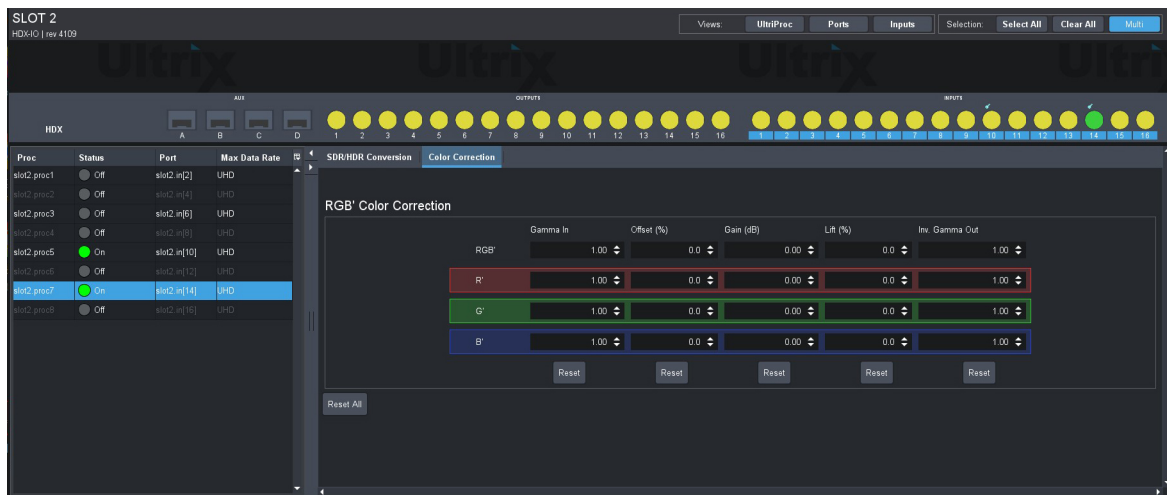 SLOT 2
HDX-IO | rev 4109
Views: UltriProc Ports Inputs Selection: Select All Clear All Multi
Ultrix Ultrix Ultrix Ultri
AUX OUTPUTS INPUTS
HDX A B C D 1 2 3 4 5 6 7 8 9 10 11 12 13 14 15 16 1 2 3 4 5 6 7 8 9 10 11 12 13 14 15 16
Proc Status Port Max Data Rate
SDR/HDR Conversion Color Correction
slot2.proc1 Off slot2.in[2] UHD
slot2.proc2 Off slot2.in[4] UHD
slot2.proc3 Off slot2.in[6] UHD
slot2.proc4 Off slot2.in[8] UHD
slot2.proc5 On slot2.in[10] UHD
slot2.proc6 Off slot2.in[12] UHD
slot2.proc7 On slot2.in[14] UHD
slot2.proc8 Off slot2.in[16] UHD
RGB' Color Correction
Gamma In Offset (%) Gain (dB) Lift (%) Inv. Gamma Out
RGB' 1.00 0.0 0.00 0.0 1.00
R' 1.00 0.0 0.00 0.0 1.00
G' 1.00 0.0 0.00 0.0 1.00
B' 1.00 0.0 0.00 0.0 1.00
Reset Reset Reset Reset Reset
Reset All